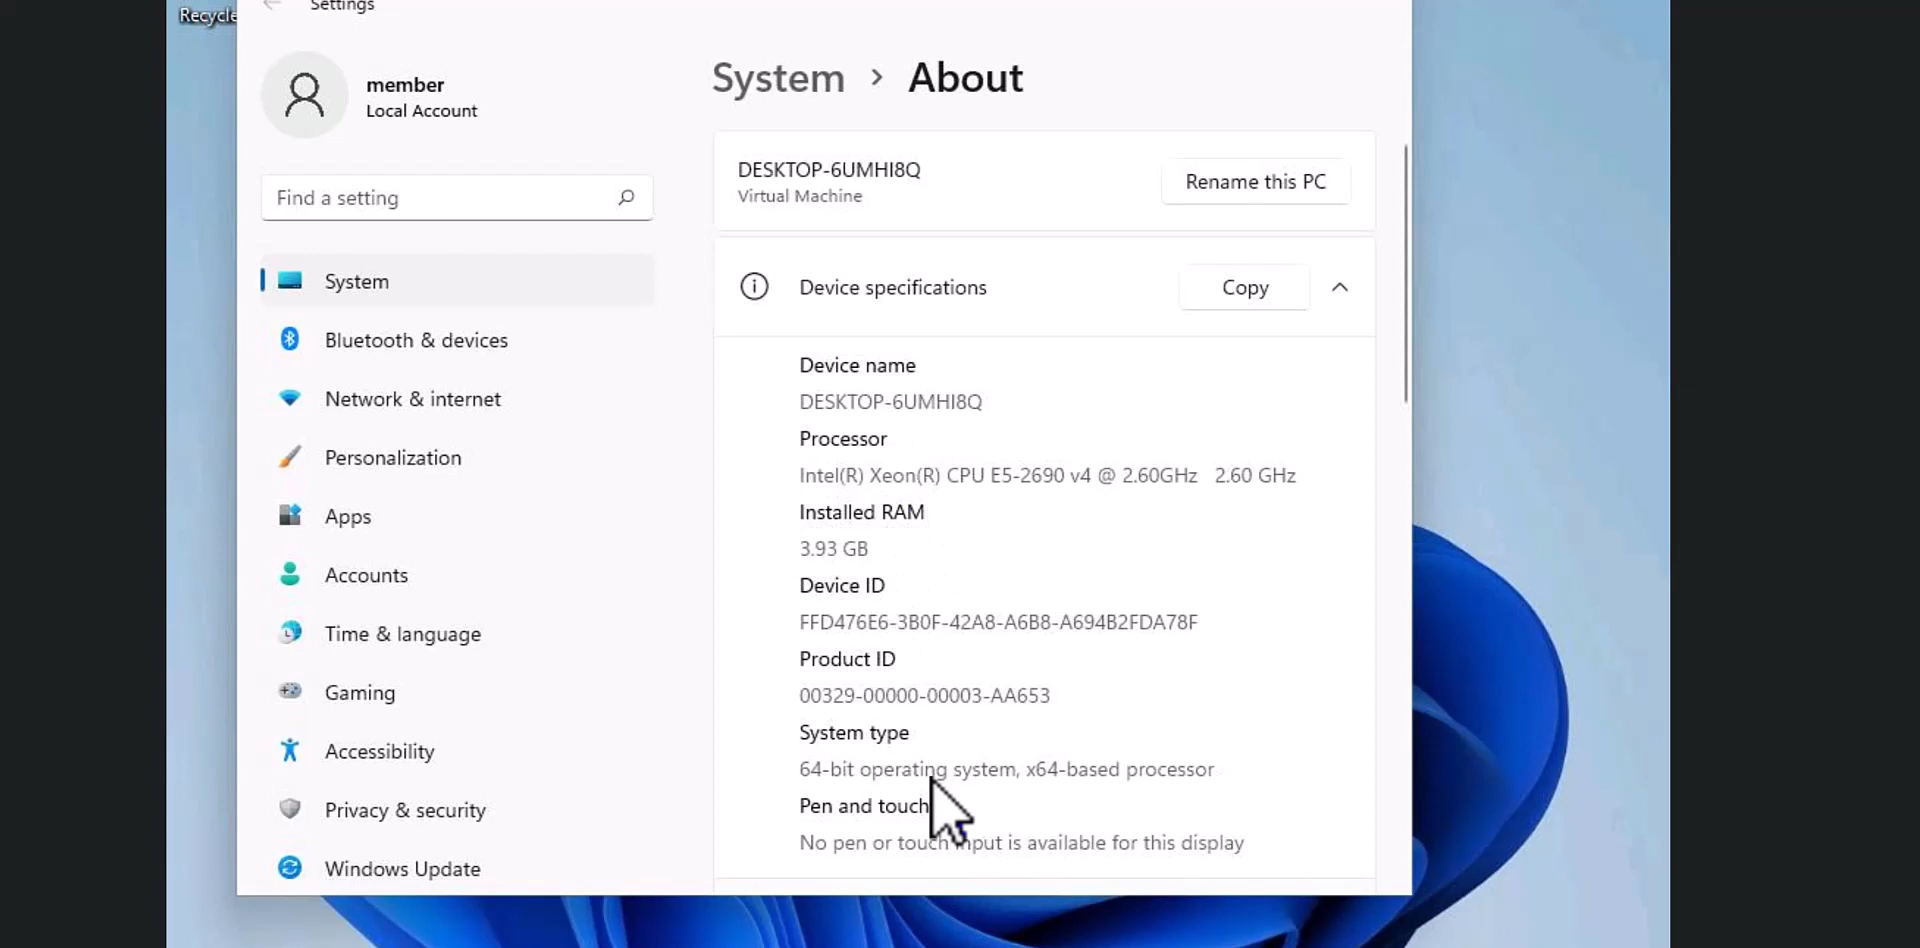 Recycle
Settings
member
Local Account
Find a setting
System
Bluetooth & devices
Network & internet
Personalization
Apps
Accounts
Time & language
Gaming
Accessibility
Privacy & security
Windows Update
System > About
DESKTOP-6UMHI8Q
Virtual Machine
Rename this PC
Device specifications
Copy
Device name
DESKTOP-6UMHI8Q
Processor
Intel(R) Xeon(R) CPU E5-2690 v4 @ 2.60GHz 2.60 GHz
Installed RAM
3.93 GB
Device ID
FFD476E6-3B0F-42A8-A6B8-A694B2FDA78F
Product ID
00329-00000-00003-AA653
System type
64-bit operating system, x64-based processor
Pen and touch
No pen or touch input is available for this display